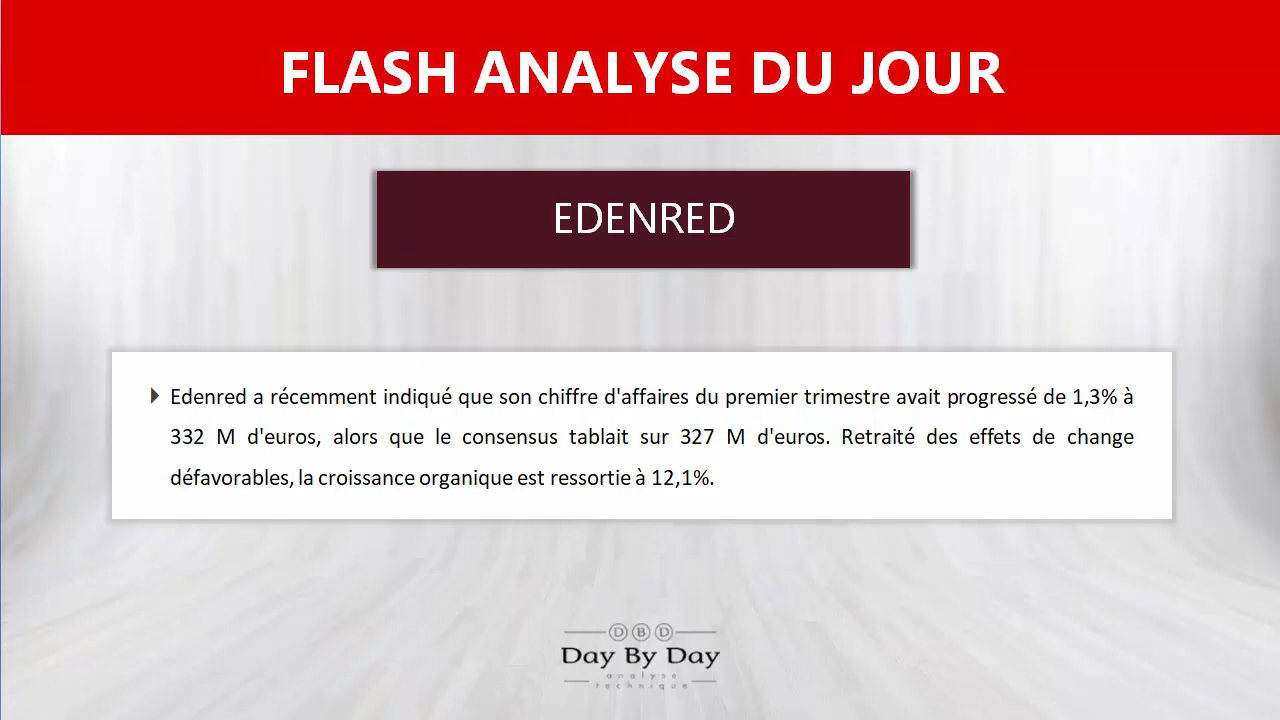 FLASH ANALYSE DU JOUR
EDENRED
Edenred a récemment indiqué que son chiffre d'affaires du premier trimestre avait progressé de 1,3% à
332 M d'euros, alors que le consensus tablait sur 327 M d'euros. Retraité des effets de change
défavorables, la croissance organique est ressortie à 12,1%.
DBD
Day By Day
analyse
technique